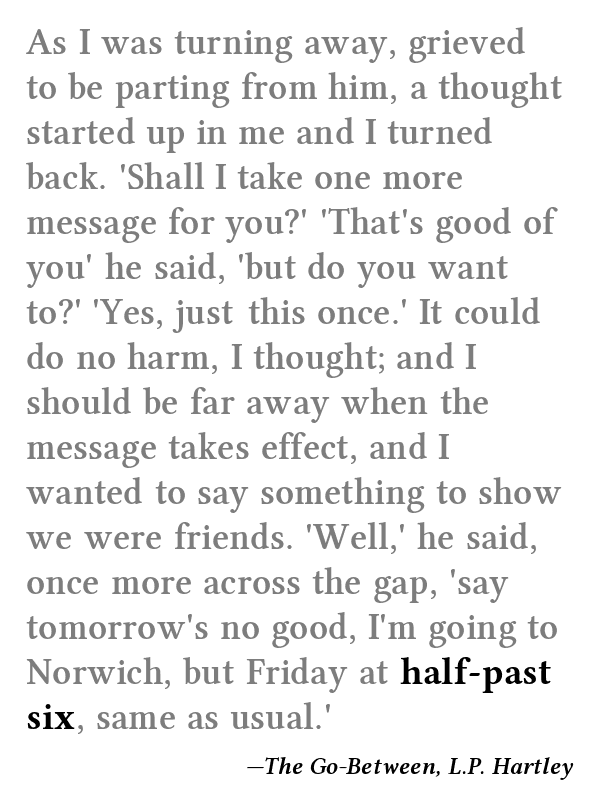 As I was turning away, grieved
to be parting from him, a thought
started up in me and I turned
back. 'Shall I take one more
message for you?' 'That's good of
you' he said, 'but do you want
to?' 'Yes, just this once.' It could
do no harm, I thought; and I
should be far away when the
message takes effect, and I
wanted to say something to show
we were friends. 'Well,' he said,
once more across the gap, 'say
tomorrow's no good, I'm going to
Norwich, but Friday at half-past
six, same as usual.'
—The Go-Between, L.P. Hartley